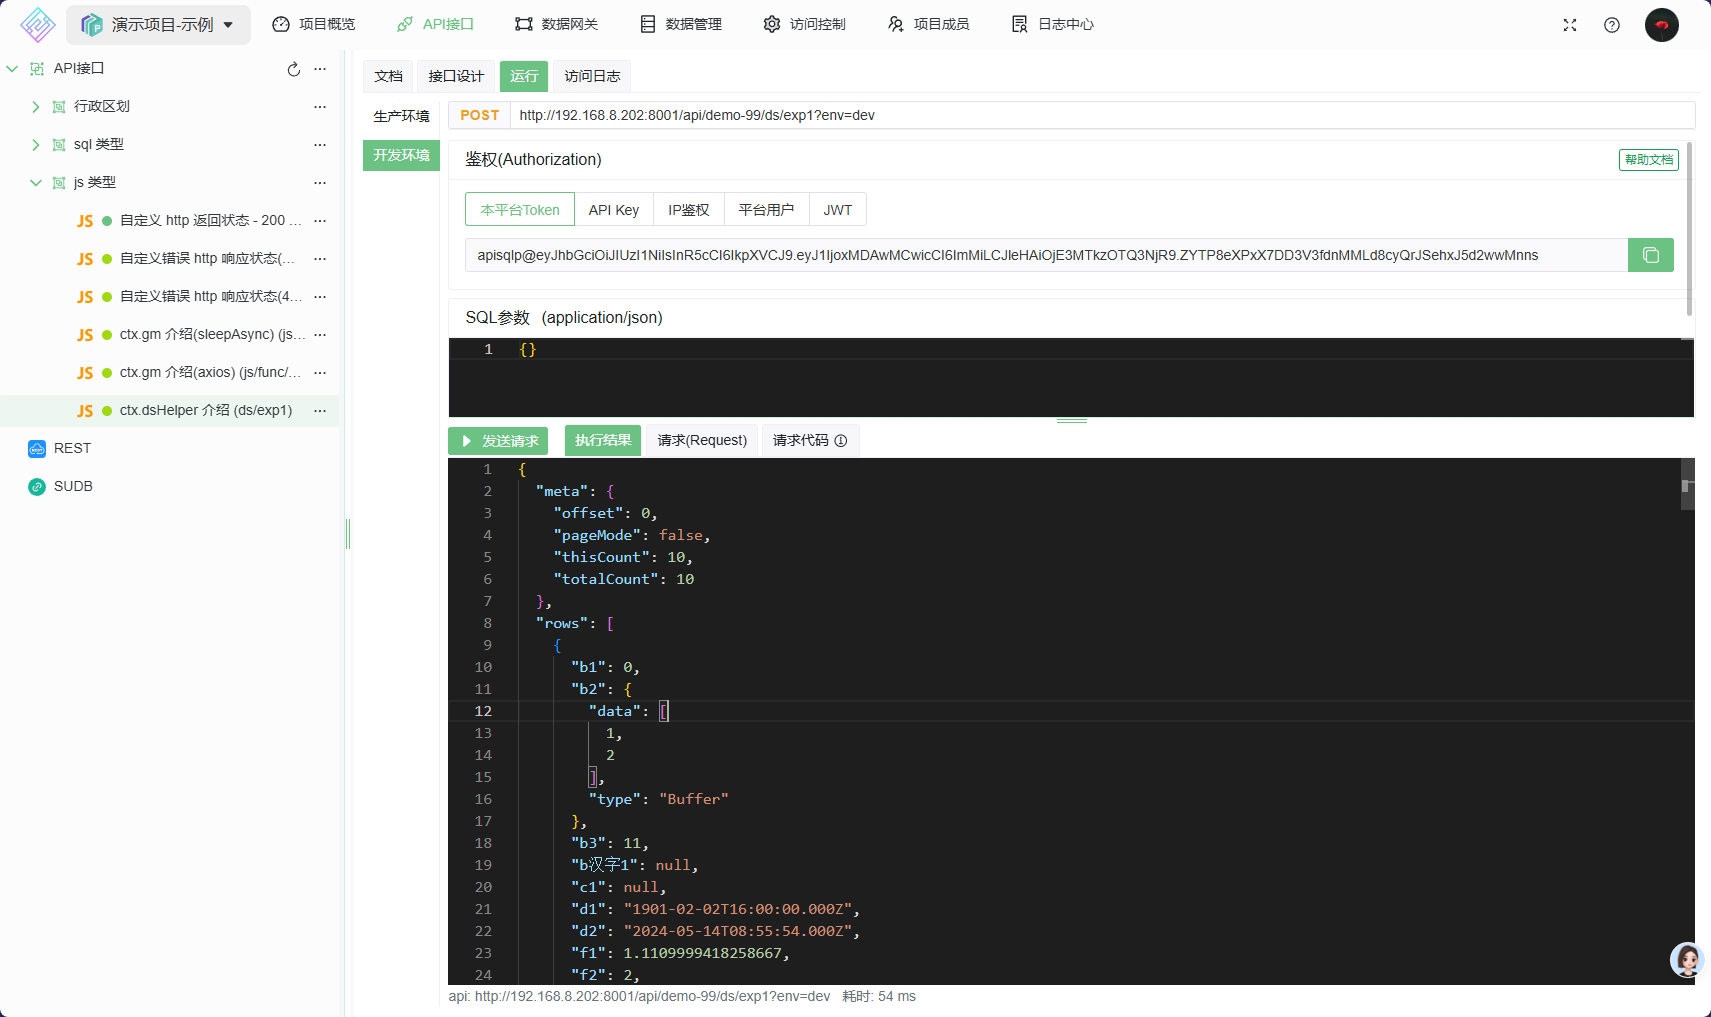 演示项目-示例 项目概览 API接口 数据网关 数据管理 访问控制 项目成员 日志中心
API接口
行政区划
sql 类型
js 类型
JS 自定义 http 返回状态 - 200 ...
JS 自定义错误 http 响应状态(...
JS 自定义错误 http 响应状态(4...
JS ctx.gm 介绍(sleepAsync) (js...
JS ctx.gm 介绍(axios) (js/func/...
JS ctx.dsHelper 介绍 (ds/exp1)
REST
SUDB
文档 接口设计 运行 访问日志
生产环境
开发环境
POST http://192.168.8.202:8001/api/demo-99/ds/exp1?env=dev
鉴权(Authorization) 帮助文档
本平台Token API Key IP鉴权 平台用户 JWT
apisqlp@eyJhbGciOiJIUzI1NiIsInR5cCI6IkpXVCJ9.eyJ1IjoxMDAwMCwicCI6ImMiLCJleHAiOjE3MTkzOTQ3NjR9.ZYTP8eXPxX7DD3V3fdnMMLd8cyQrJSehxJ5d2wwMnns
SQL参数 (application/json)
1 {}
发送请求 执行结果 请求(Request) 请求代码
1 {
2 "meta": {
3 "offset": 0,
4 "pageMode": false,
5 "thisCount": 10,
6 "totalCount": 10
7 },
8 "rows": [
9 {
10 "b1": 0,
11 "b2": {
12 "data": [
13 1,
14 2
15 ],
16 "type": "Buffer"
17 },
18 "b3": 11,
19 "b汉字1": null,
20 "c1": null,
21 "d1": "1901-02-02T16:00:00.000Z",
22 "d2": "2024-05-14T08:55:54.000Z",
23 "f1": 1.1109999418258667,
24 "f2": 2,
api: http://192.168.8.202:8001/api/demo-99/ds/exp1?env=dev 耗时: 54 ms